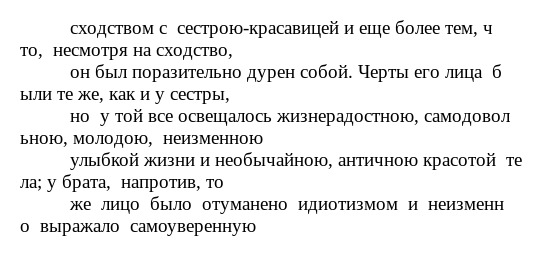 сходством с  сестрою-красавицей и еще более тем, ч
то,  несмотря на сходство,
он был поразительно дурен собой. Черты его лица  б
ыли те же, как и у сестры,
но  у той все освещалось жизнерадостною, самодовол
ьною, молодою,  неизменною
улыбкой жизни и необычайною, античною красотой  те
ла; у брата,  напротив, то
же  лицо  было  отуманено  идиотизмом  и  неизменн
о  выражало  самоуверенную